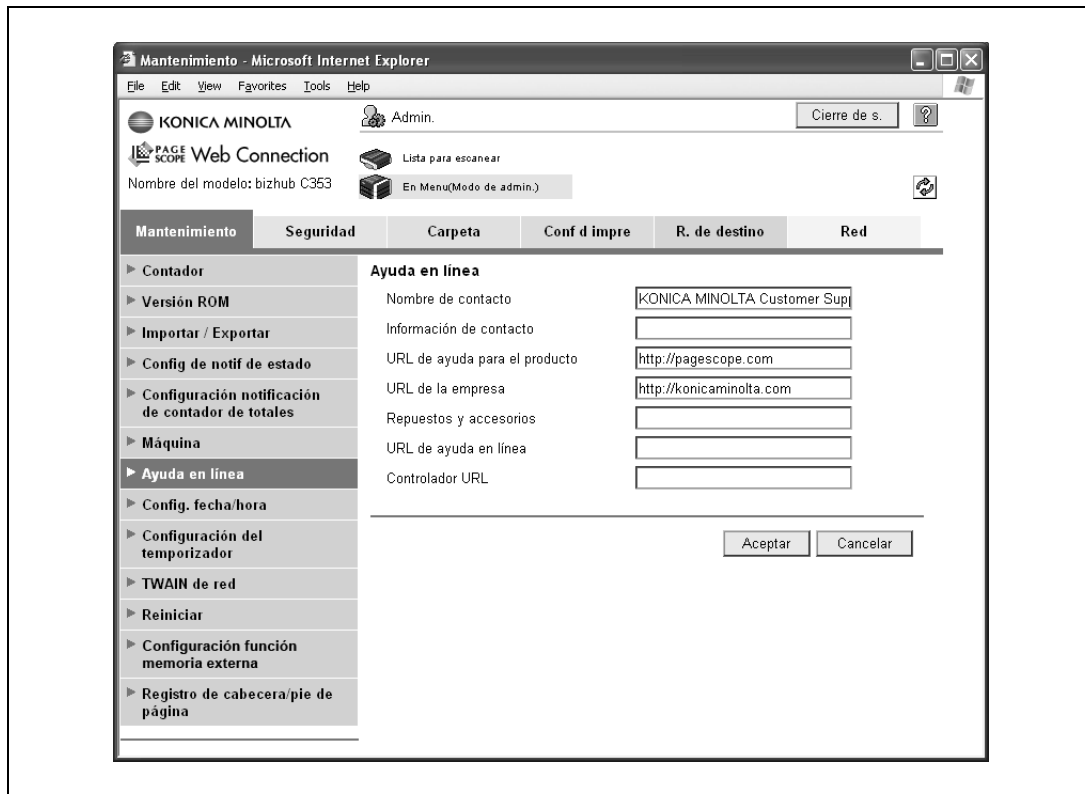 Mantenimiento - Microsoft Internet Explorer
File Edit View Favorites Tools Help
KONICA MINOLTA
Admin.
Cierre de s.
?
PAGE SCOPE Web Connection
Lista para escanear
Nombre del modelo: bizhub C353
En Menu(Modo de admin.)
Mantenimiento Seguridad Carpeta Conf d impre R. de destino Red
Contador
Versión ROM
Importar / Exportar
Config de notif de estado
Configuración notificación
de contador de totales
Máquina
Ayuda en línea
Config. fecha/hora
Configuración del
temporizador
TWAIN de red
Reiniciar
Configuración función
memoria externa
Registro de cabecera/pie de
página
Ayuda en línea
Nombre de contacto KONICA MINOLTA Customer Supp
Información de contacto
URL de ayuda para el producto http://pagescope.com
URL de la empresa http://konicaminolta.com
Repuestos y accesorios
URL de ayuda en línea
Controlador URL
Aceptar Cancelar